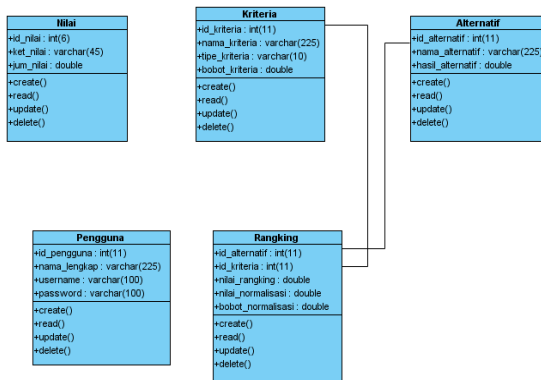 Nilai
+id_nilai : int(6)
+ket_nilai : varchar(45)
+jum_nilai : double
+create()
+read()
+update()
+delete()
Kriteria
+id_kriteria : int(11)
+nama_kriteria : varchar(225)
+tipe_kriteria : varchar(10)
+bobot_kriteria : double
+create()
+read()
+update()
+delete()
Alternatif
+id_alternatif : int(11)
+nama_alternatif : varchar(225)
+hasil_alternatif : double
+create()
+read()
+update()
+delete()
Pengguna
+id_pengguna : int(11)
+nama_lengkap : varchar(225)
+username : varchar(100)
+password : varchar(100)
+create()
+read()
+update()
+delete()
Rangking
+id_alternatif : int(11)
+id_kriteria : int(11)
+nilai_rangking : double
+nilai_normalisasi : double
+bobot_normalisasi : double
+create()
+read()
+update()
+delete()